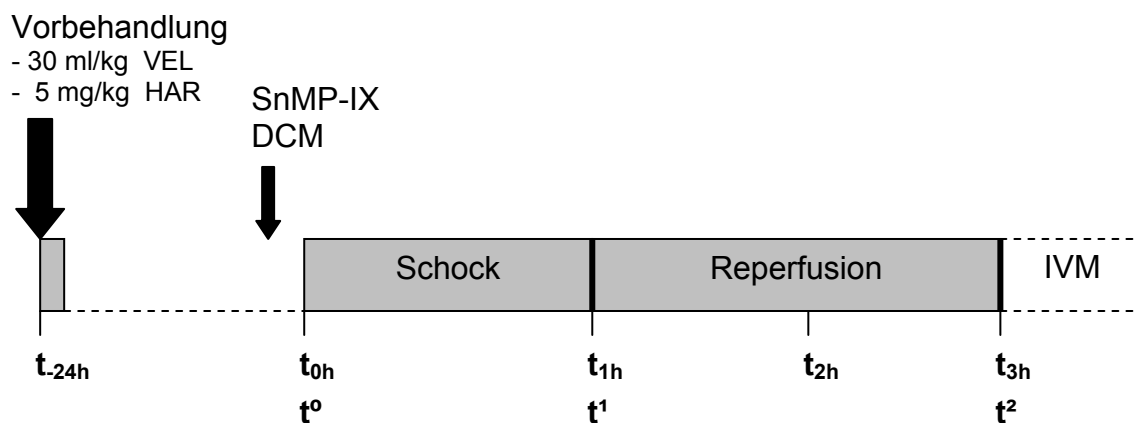 Vorbehandlung
- 30 ml/kg VEL
- 5 mg/kg HAR
SnMP-IX
DCM
Schock
Reperfusion
IVM
t-24h
t0h
t1h
t2h
t3h
t⁰
t¹
t²